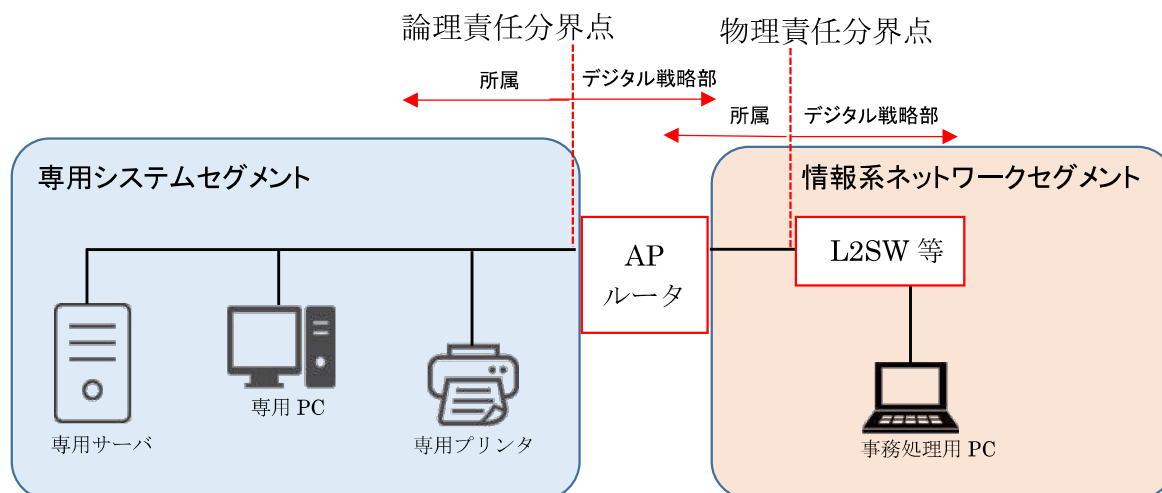 論理責任分界点
物理責任分界点
所属
デジタル戦略部
所属
デジタル戦略部
専用システムセグメント
情報系ネットワークセグメント
AP
ルータ
L2SW 等
専用サーバ
専用 PC
専用プリンタ
事務処理用 PC